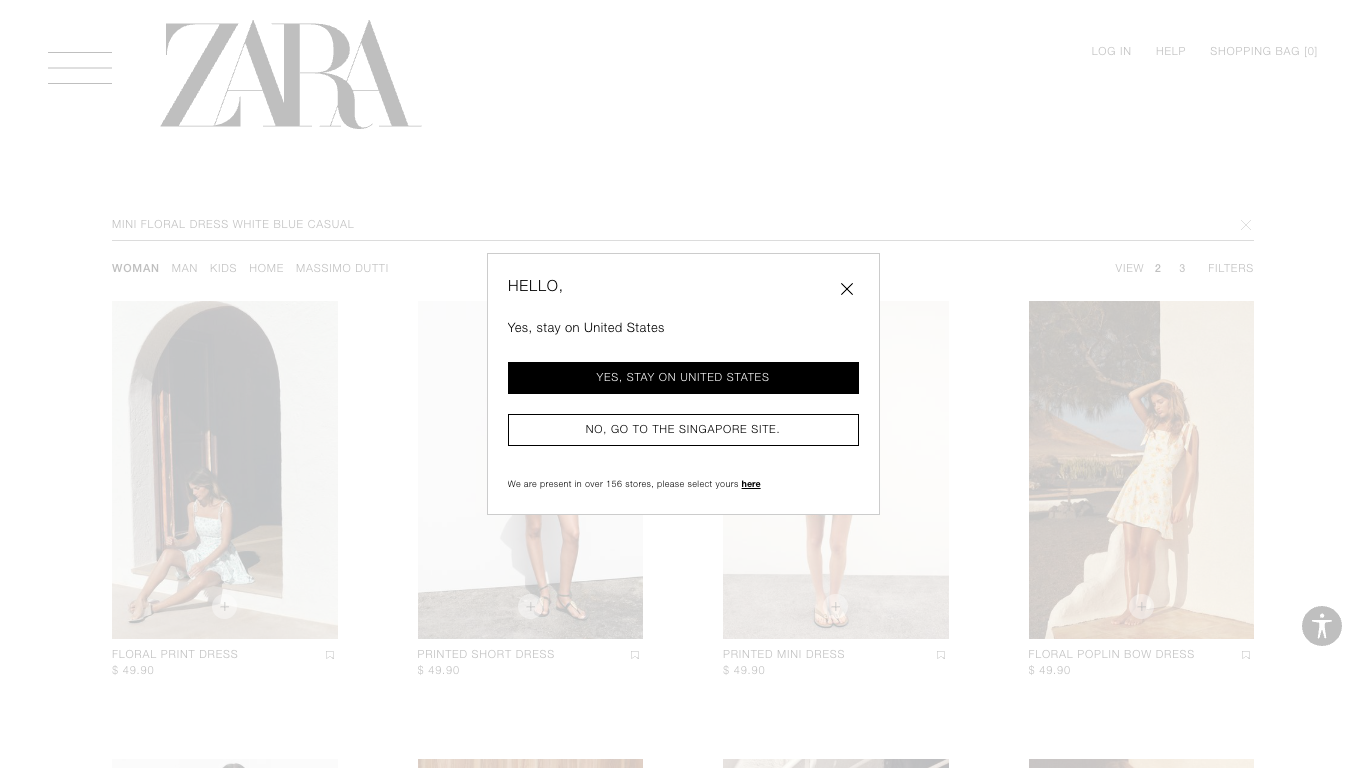 ZARA
LOG IN HELP SHOPPING BAG [0]
MINI FLORAL DRESS WHITE BLUE CASUAL
WOMAN MAN KIDS HOME MASSIMO DUTTI
VIEW 2 3 FILTERS
HELLO,
Yes, stay on United States
YES, STAY ON UNITED STATES
NO, GO TO THE SINGAPORE SITE.
We are present in over 156 stores, please select yours here
FLORAL PRINT DRESS
$ 49.90
PRINTED SHORT DRESS
$ 49.90
PRINTED MINI DRESS
$ 49.90
FLORAL POPLIN BOW DRESS
$ 49.90